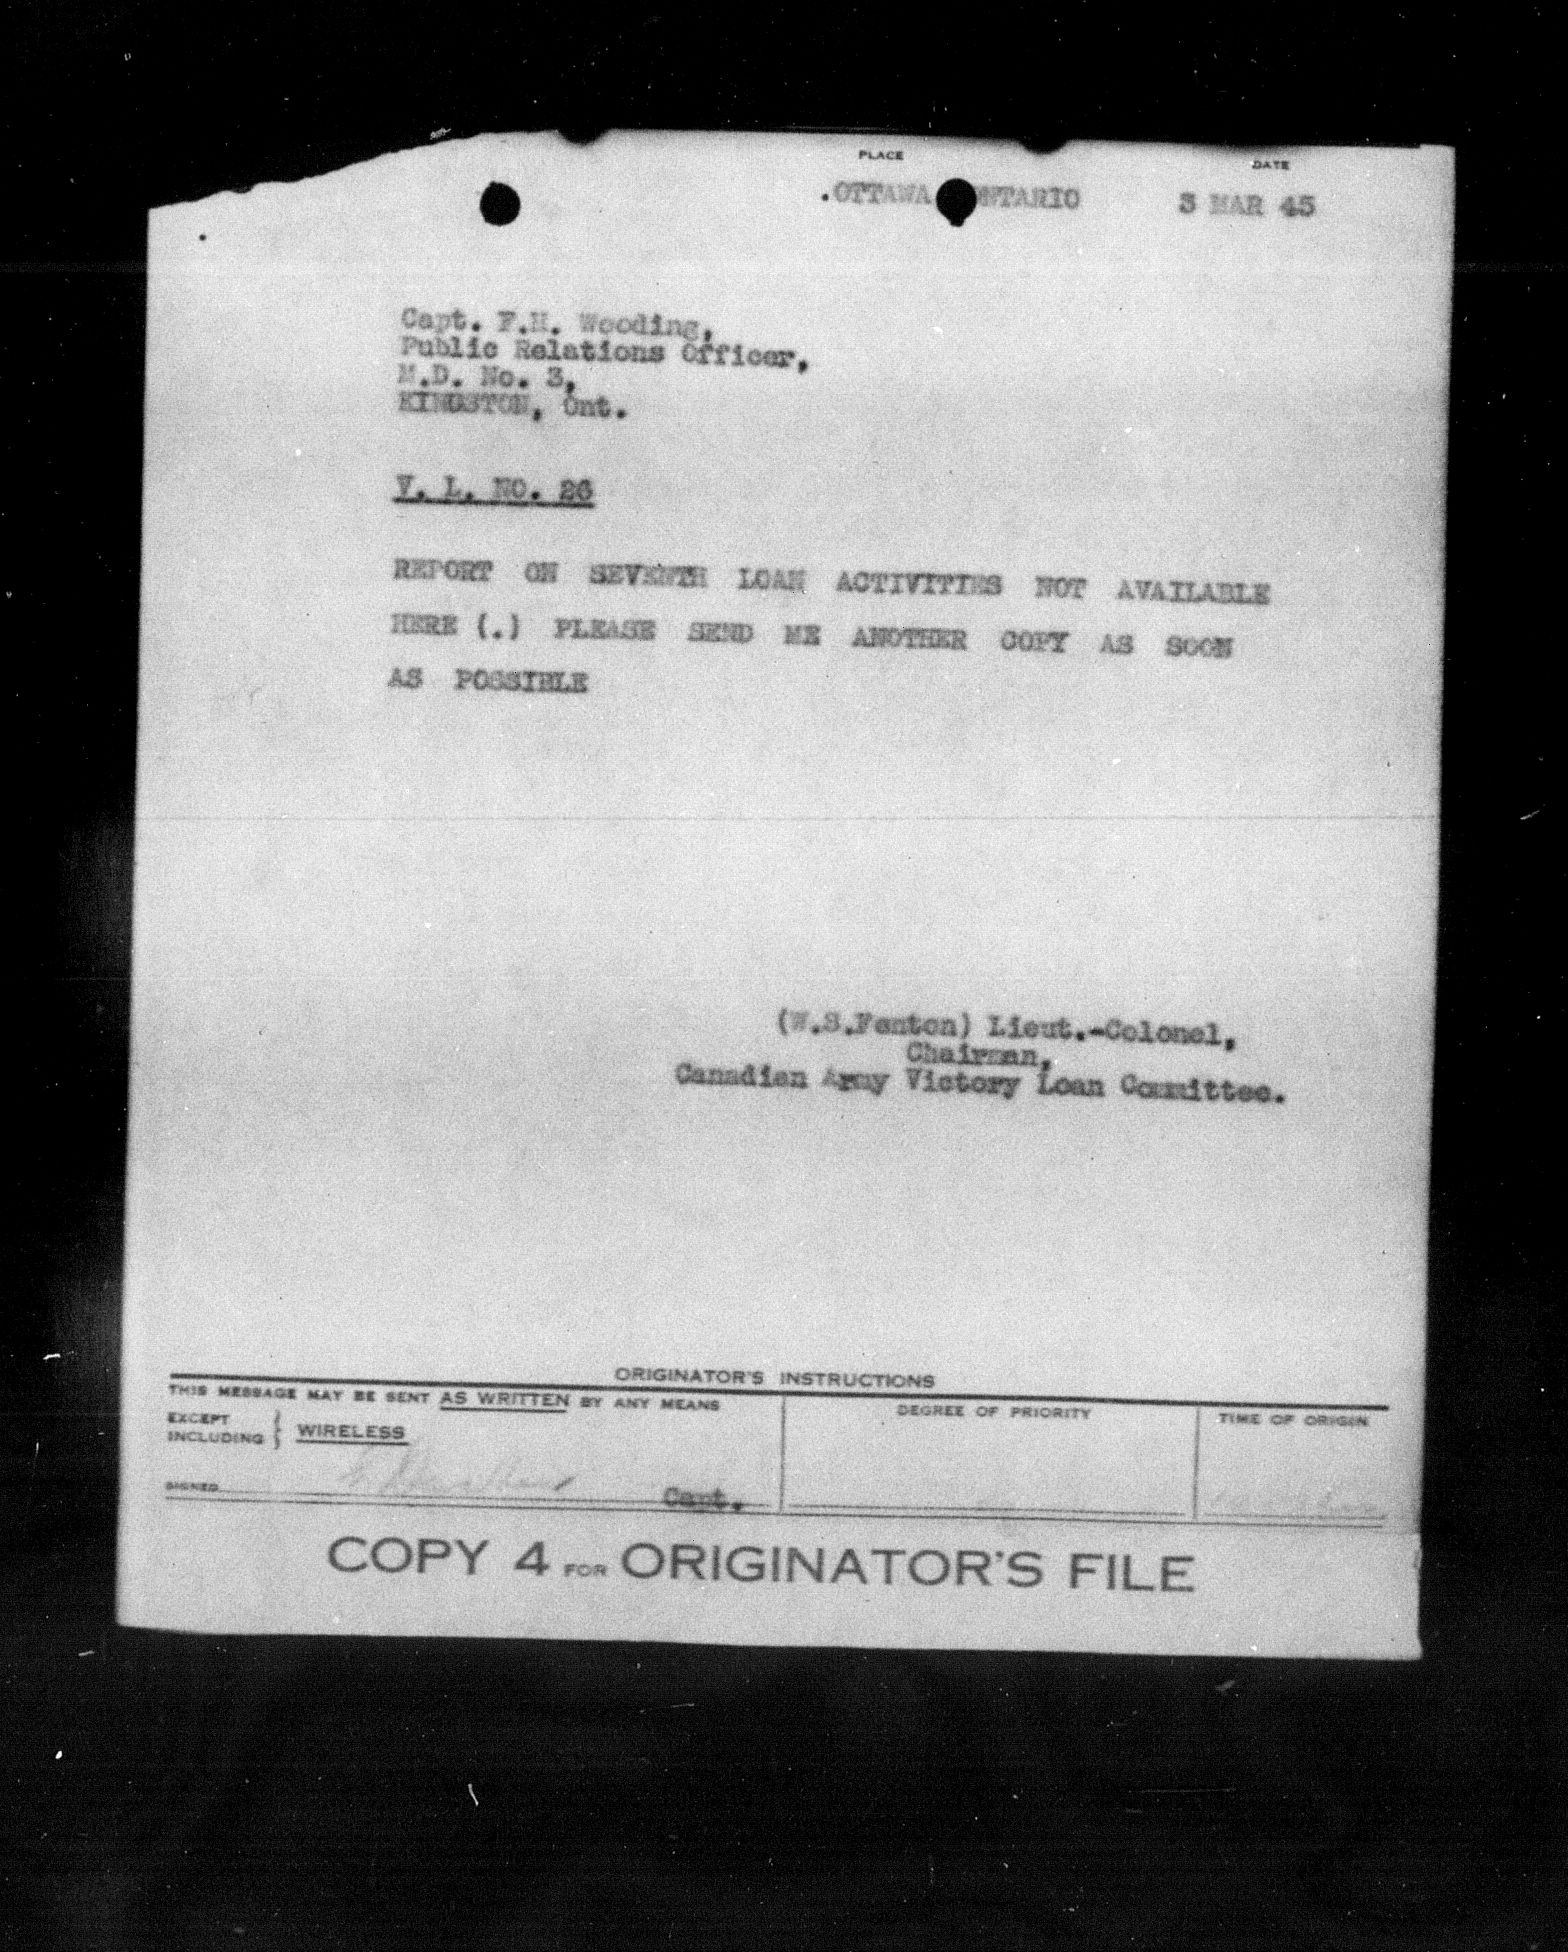 PLACE DATE
OTTAWA ONTARIO 3 MAR 45
Capt. F.H. Wooding,
Public Relations Officer,
M.D. No. 3,
KINGSTON, Ont.
V. L. NO. 26
REPORT ON SEVENTH LOAN ACTIVITIES NOT AVAILABLE
HERE (.) PLEASE SEND ME ANOTHER COPY AS SOON
AS POSSIBLE
(W.S.Fenton) Lieut.-Colonel,
Chairman,
Canadian Army Victory Loan Committee.
ORIGINATOR'S INSTRUCTIONS
THIS MESSAGE MAY BE SENT AS WRITTEN BY ANY MEANS DEGREE OF PRIORITY TIME OF ORIGIN
EXCEPT
INCLUDING } WIRELESS
SIGNED Capt.
COPY 4 FOR ORIGINATOR'S FILE